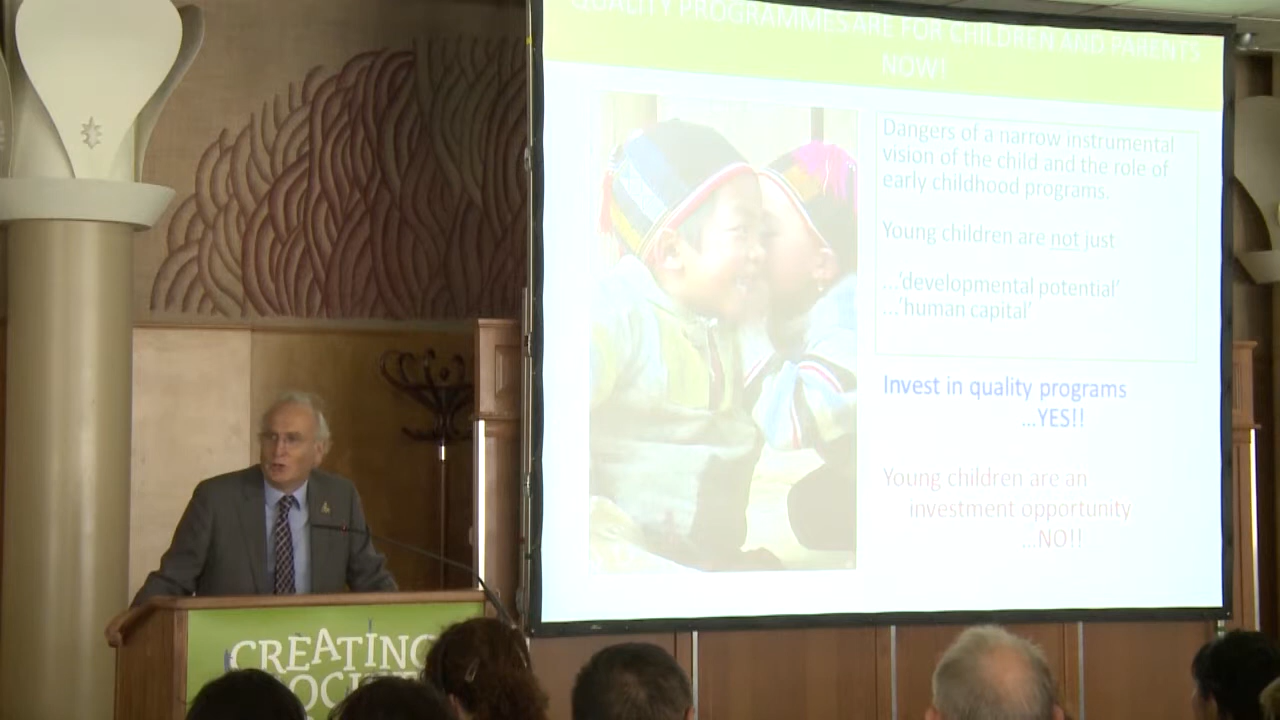 QUALITY PROGRAMMES ARE FOR CHILDREN AND PARENTS
NOW!
Dangers of a narrow instrumental
vision of the child and the role of
early childhood programs.
Young children are not just
...'developmental potential'
...'human capital'
Invest in quality programs
...YES!!
Young children are an
investment opportunity
...NO!!
CREATING